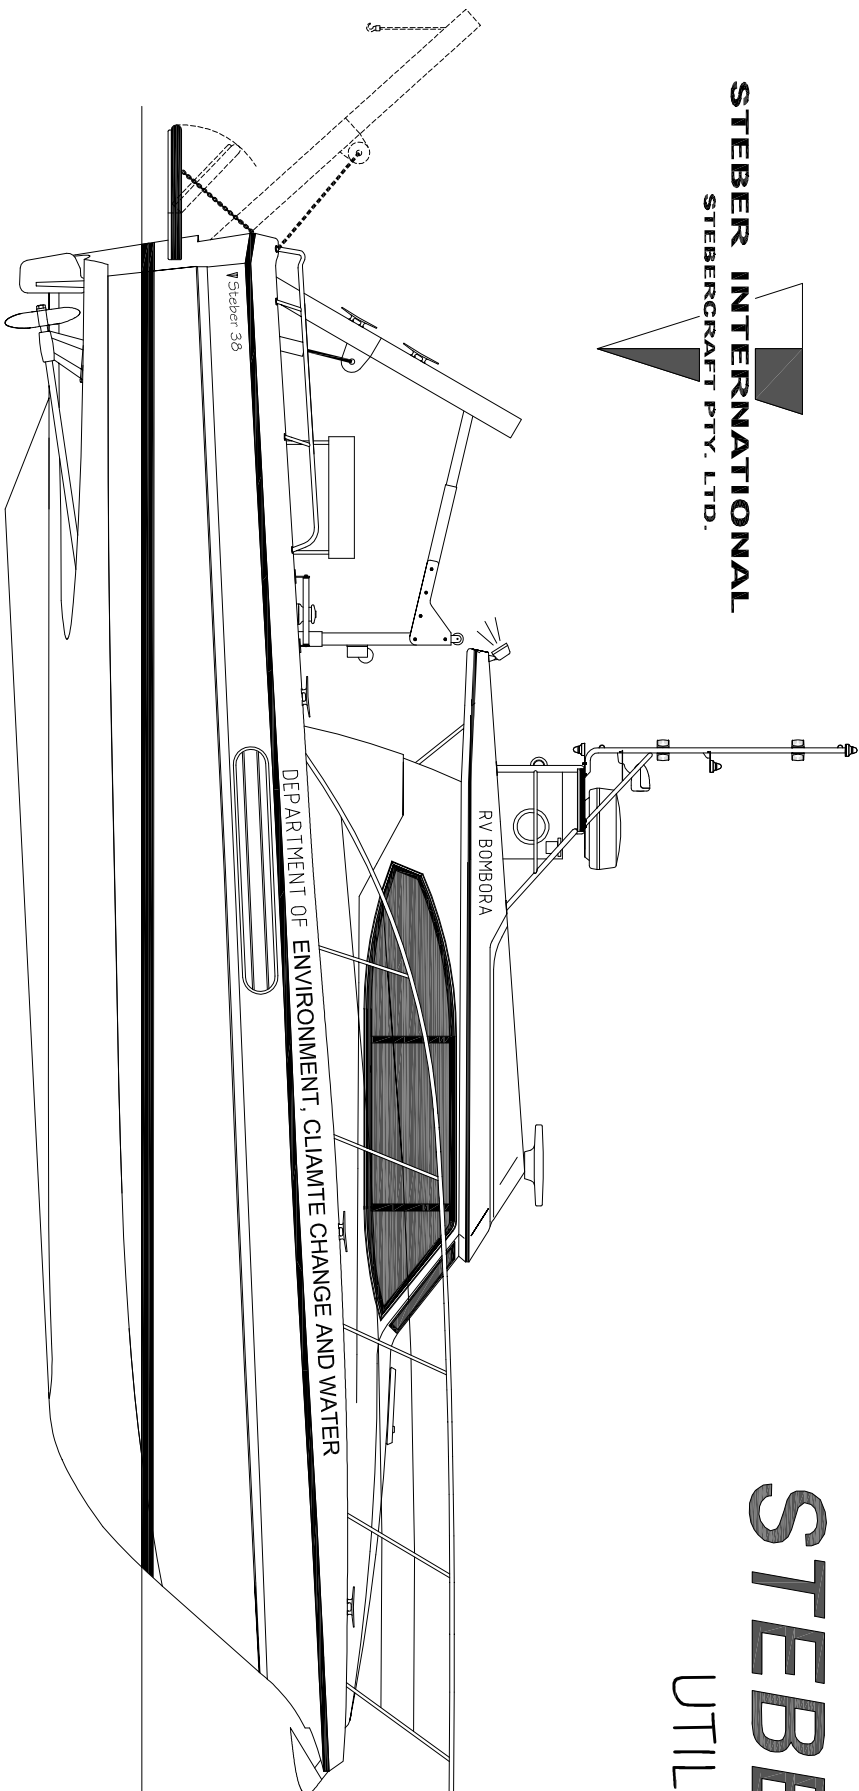 STEBER INTERNATIONAL
STEBERCRAFT PTY. LTD.
Steber 38
RV BOMBORA
DEPARTMENT OF ENVIRONMENT, CLIAMTE CHANGE AND WATER
STEBE
UTIL